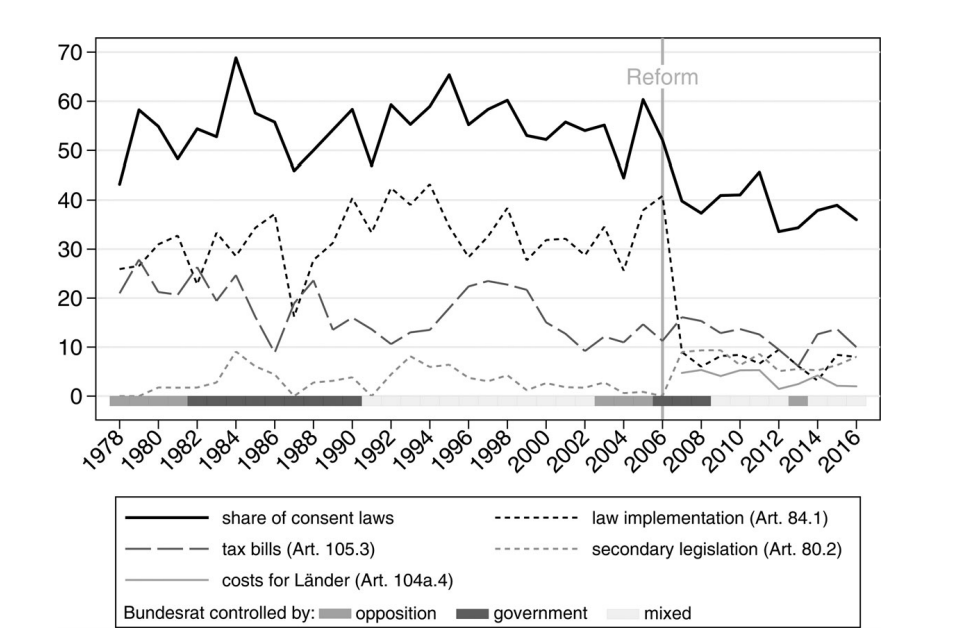 70
60
50
40
30
20
10
0
Reform
1978 1980 1982 1984 1986 1988 1990 1992 1994 1996 1998 2000 2002 2004 2006 2008 2010 2012 2014 2016
share of consent laws law implementation (Art. 84.1)
tax bills (Art. 105.3) secondary legislation (Art. 80.2)
costs for Länder (Art. 104a.4)
Bundesrat controlled by: opposition government mixed